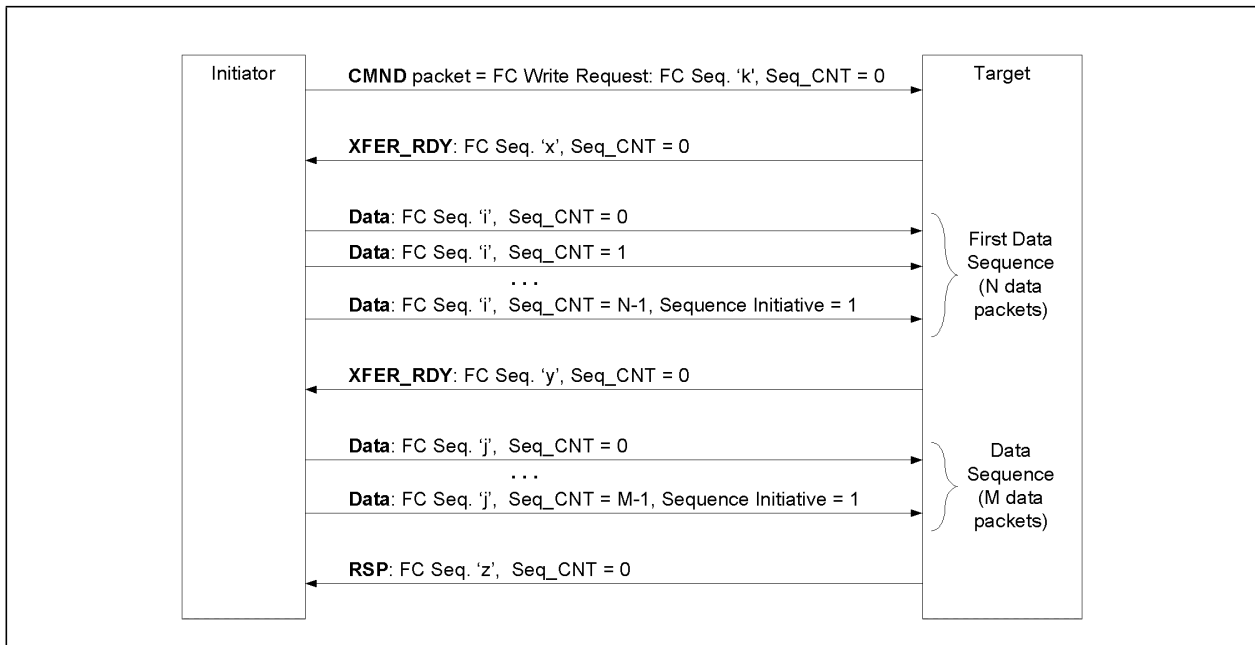 Initiator
Target
CMND packet = FC Write Request: FC Seq. ‘k', Seq_CNT = 0
XFER_RDY: FC Seq. ‘x’, Seq_CNT = 0
Data: FC Seq. ‘i’, Seq_CNT = 0
Data: FC Seq. ‘i’, Seq_CNT = 1
. . .
Data: FC Seq. ‘i’, Seq_CNT = N-1, Sequence Initiative = 1
First Data
Sequence
(N data
packets)
XFER_RDY: FC Seq. ‘y’, Seq_CNT = 0
Data: FC Seq. ‘j’, Seq_CNT = 0
. . .
Data: FC Seq. ‘j’, Seq_CNT = M-1, Sequence Initiative = 1
Data
Sequence
(M data
packets)
RSP: FC Seq. ‘z’, Seq_CNT = 0